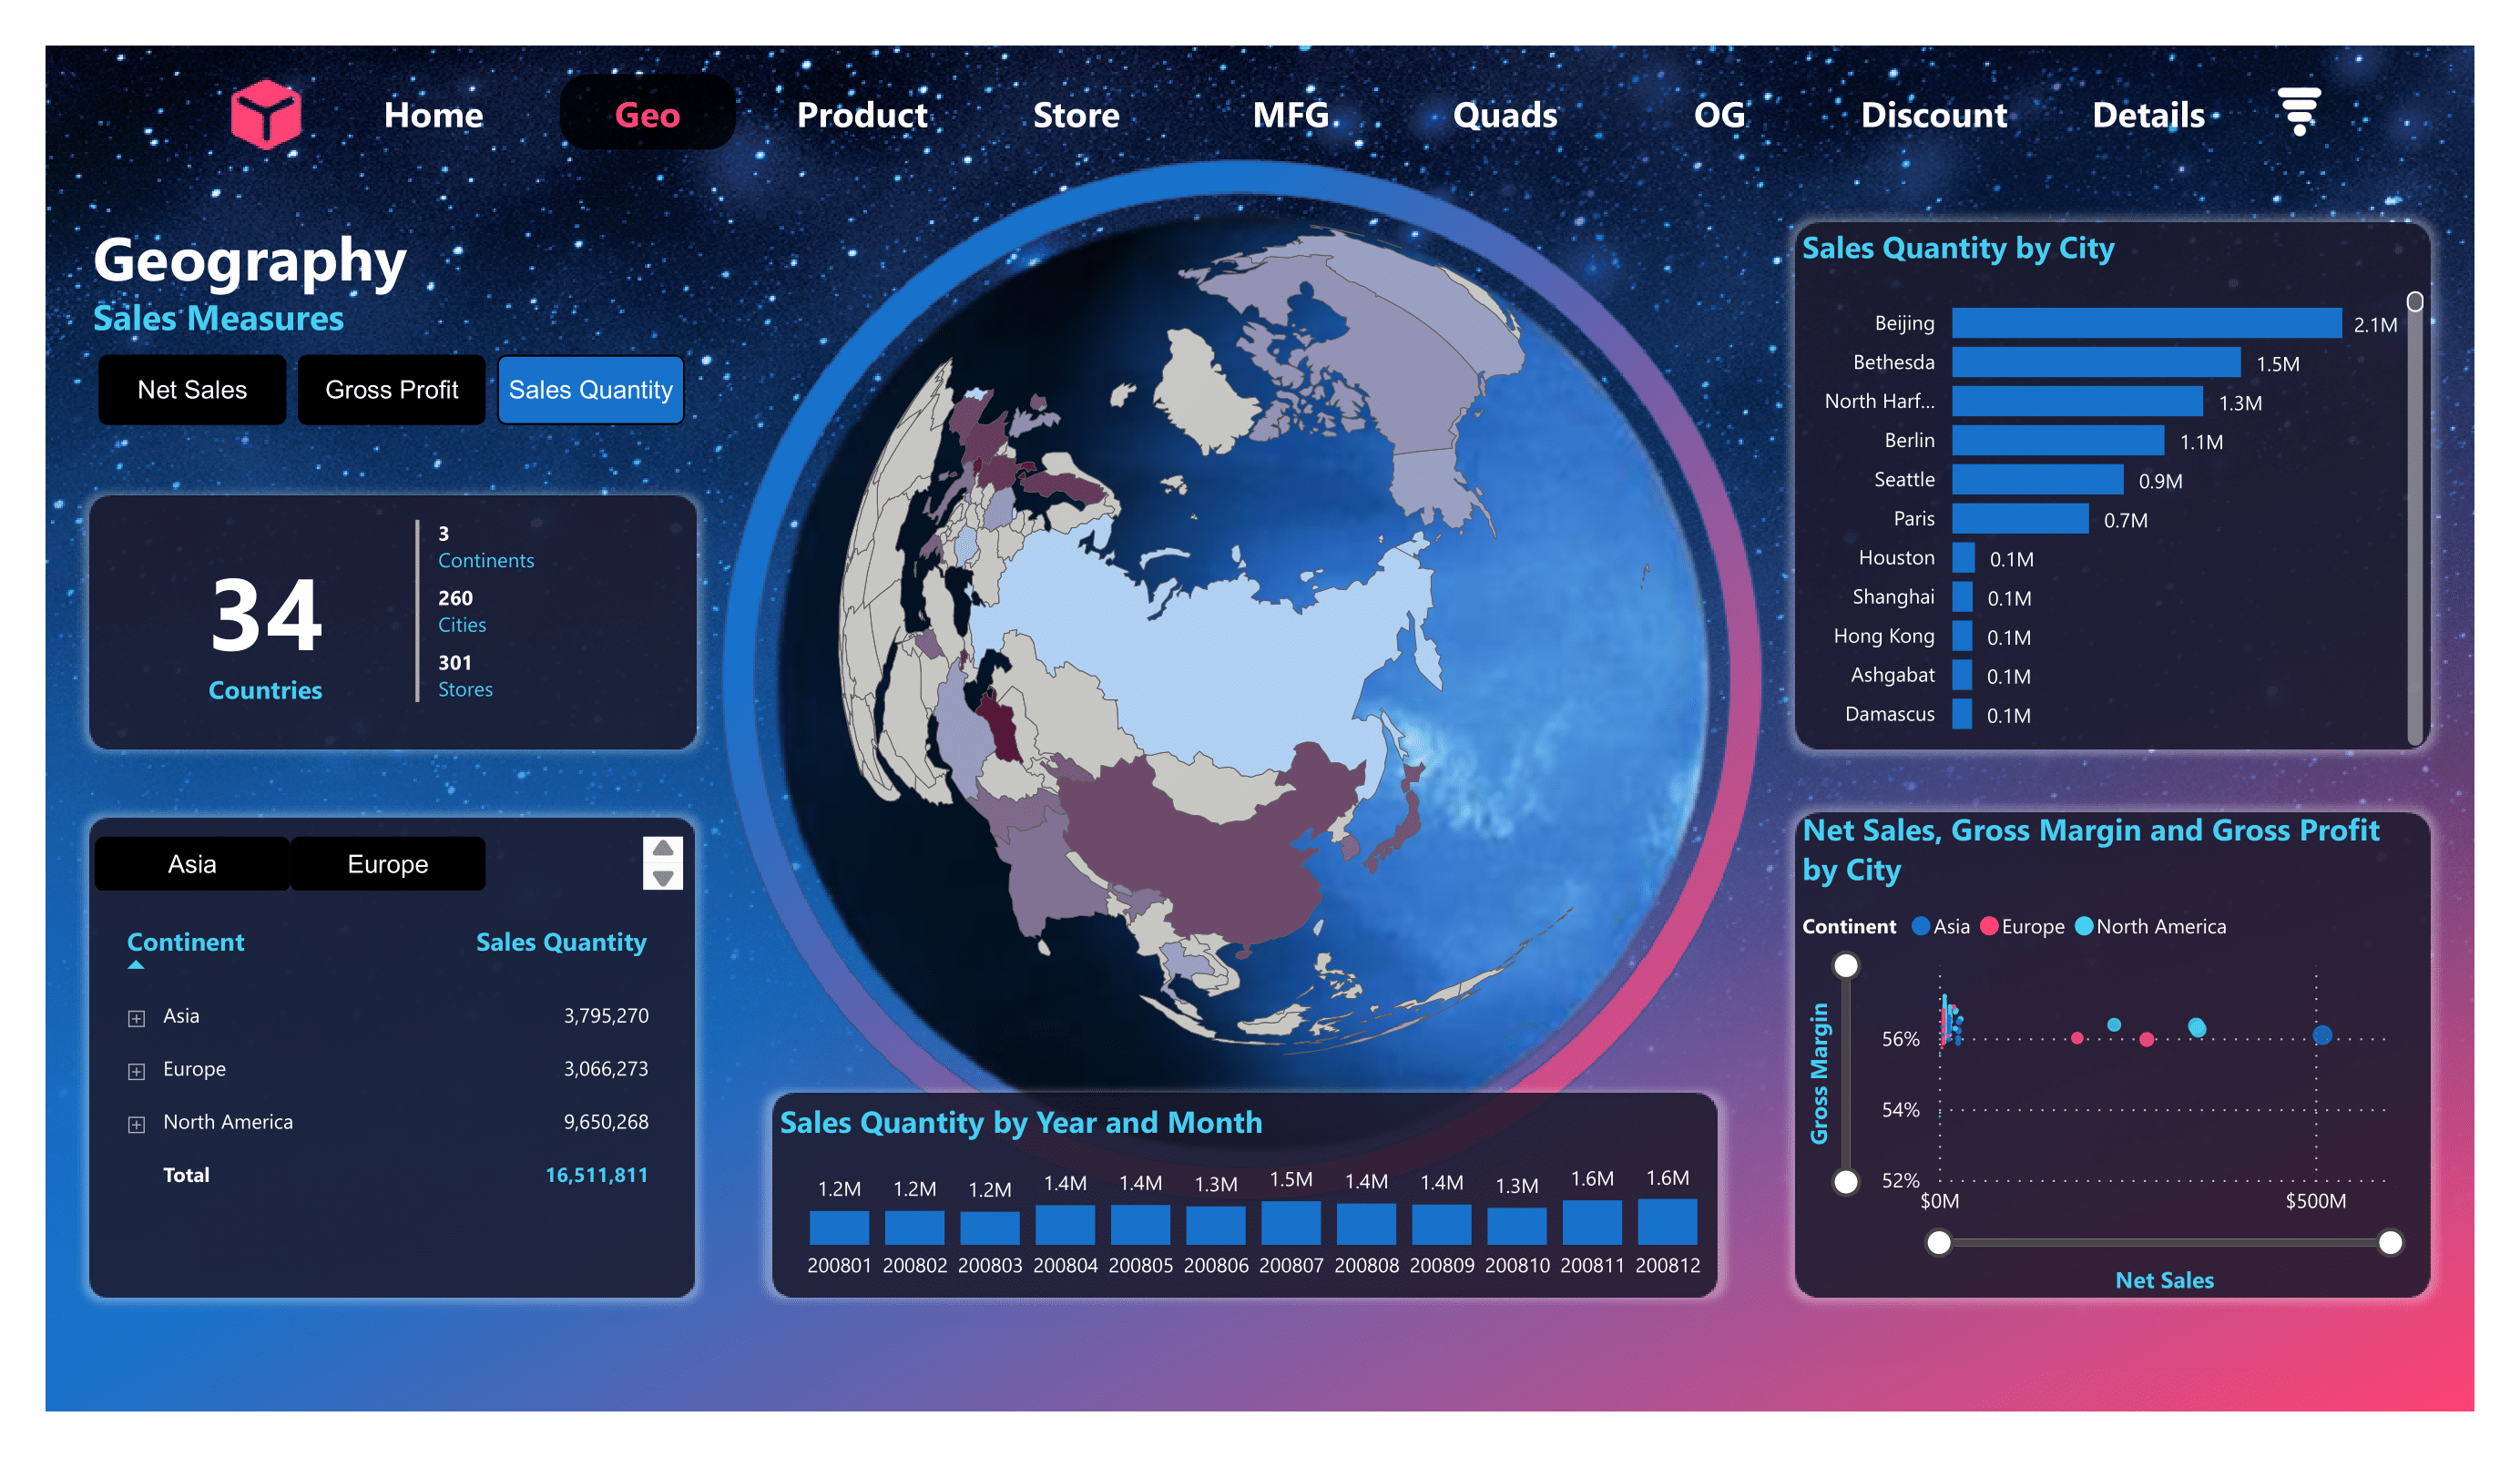 Home Geo Product Store MFG Quads OG Discount Details
Geography
Sales Measures
Net Sales Gross Profit Sales Quantity
34
Countries
3
Continents
260
Cities
301
Stores
Asia Europe
Continent Sales Quantity
Asia 3,795,270
Europe 3,066,273
North America 9,650,268
Total 16,511,811
Sales Quantity by Year and Month
1.2M 1.2M 1.2M 1.4M 1.4M 1.3M 1.5M 1.4M 1.4M 1.3M 1.6M 1.6M
200801 200802 200803 200804 200805 200806 200807 200808 200809 200810 200811 200812
Sales Quantity by City
Beijing 2.1M
Bethesda 1.5M
North Harf... 1.3M
Berlin 1.1M
Seattle 0.9M
Paris 0.7M
Houston 0.1M
Shanghai 0.1M
Hong Kong 0.1M
Ashgabat 0.1M
Damascus 0.1M
Net Sales, Gross Margin and Gross Profit
by City
Continent Asia Europe North America
Gross Margin
56%
54%
52%
$0M $500M
Net Sales